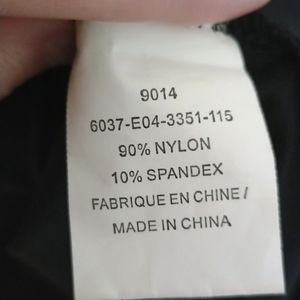 9014
6037-E04-3351-115
90% NYLON
10% SPANDEX
FABRIQUE EN CHINE /
MADE IN CHINA